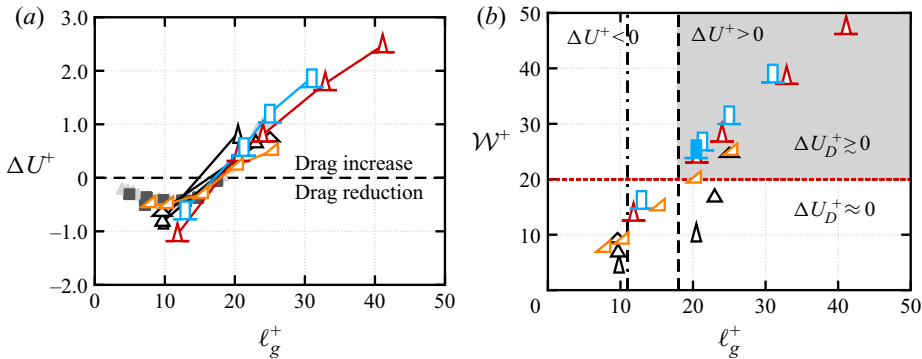 (a)
3.0
2.0
1.0
0
−1.0
−2.0
ΔU⁺
Drag increase
Drag reduction
0 10 20 30 40 50
ℓg⁺
(b)
50
40
30
20
10
𝒲⁺
ΔU⁺<0
ΔU⁺>0
ΔU_D⁺≳0
ΔU_D⁺≈0
0 10 20 30 40 50
ℓg⁺